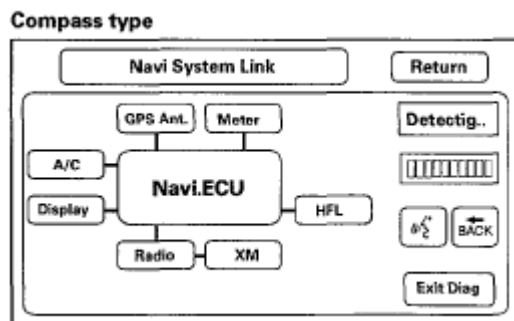 Compass type
Navi System Link
Return
GPS Ant.
Meter
Detectig..
A/C
Navi.ECU
Display
HFL
BACK
Radio
XM
Exit Diag